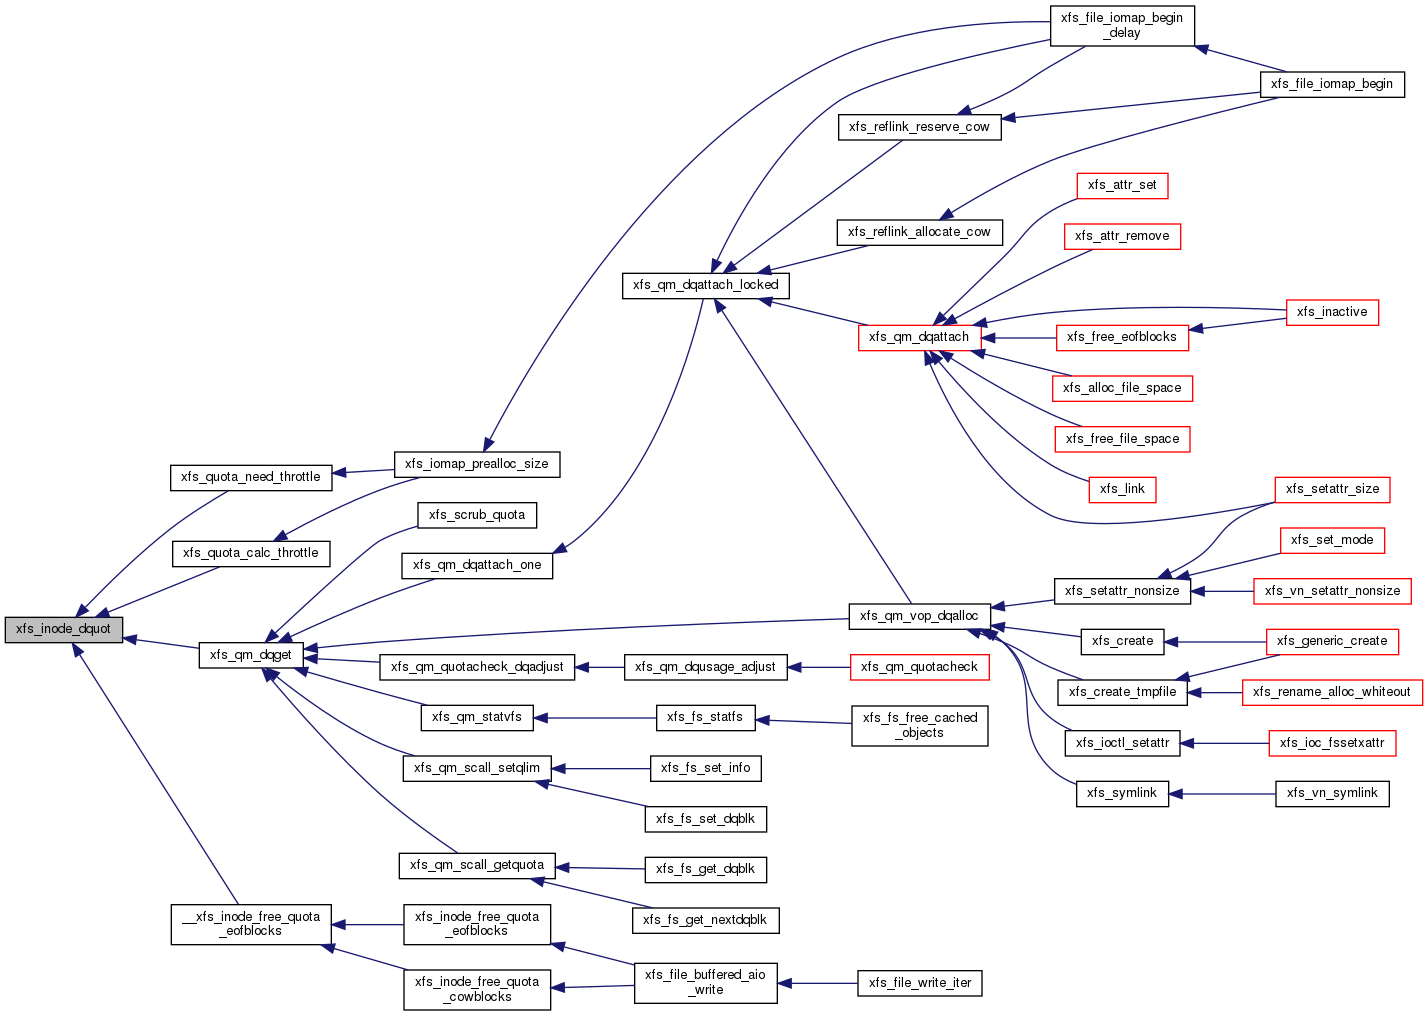 xfs_file_iomap_begin
_delay
xfs_file_iomap_begin
xfs_reflink_reserve_cow
xfs_attr_set
xfs_reflink_allocate_cow
xfs_attr_remove
xfs_qm_dqattach_locked
xfs_inactive
xfs_qm_dqattach
xfs_free_eofblocks
xfs_alloc_file_space
xfs_free_file_space
xfs_iomap_prealloc_size
xfs_quota_need_throttle
xfs_link
xfs_setattr_size
xfs_scrub_quota
xfs_set_mode
xfs_quota_calc_throttle
xfs_qm_dqattach_one
xfs_setattr_nonsize
xfs_vn_setattr_nonsize
xfs_qm_vop_dqalloc
xfs_inode_dquot
xfs_create
xfs_generic_create
xfs_qm_dqget
xfs_qm_quotacheck_dqadjust
xfs_qm_dqusage_adjust
xfs_qm_quotacheck
xfs_create_tmpfile
xfs_rename_alloc_whiteout
xfs_qm_statvfs
xfs_fs_statfs
xfs_fs_free_cached
_objects
xfs_ioctl_setattr
xfs_ioc_fssetxattr
xfs_qm_scall_setqlim
xfs_fs_set_info
xfs_symlink
xfs_vn_symlink
xfs_fs_set_dqblk
xfs_qm_scall_getquota
xfs_fs_get_dqblk
xfs_fs_get_nextdqblk
__xfs_inode_free_quota
_eofblocks
xfs_inode_free_quota
_eofblocks
xfs_inode_free_quota
_cowblocks
xfs_file_buffered_aio
_write
xfs_file_write_iter